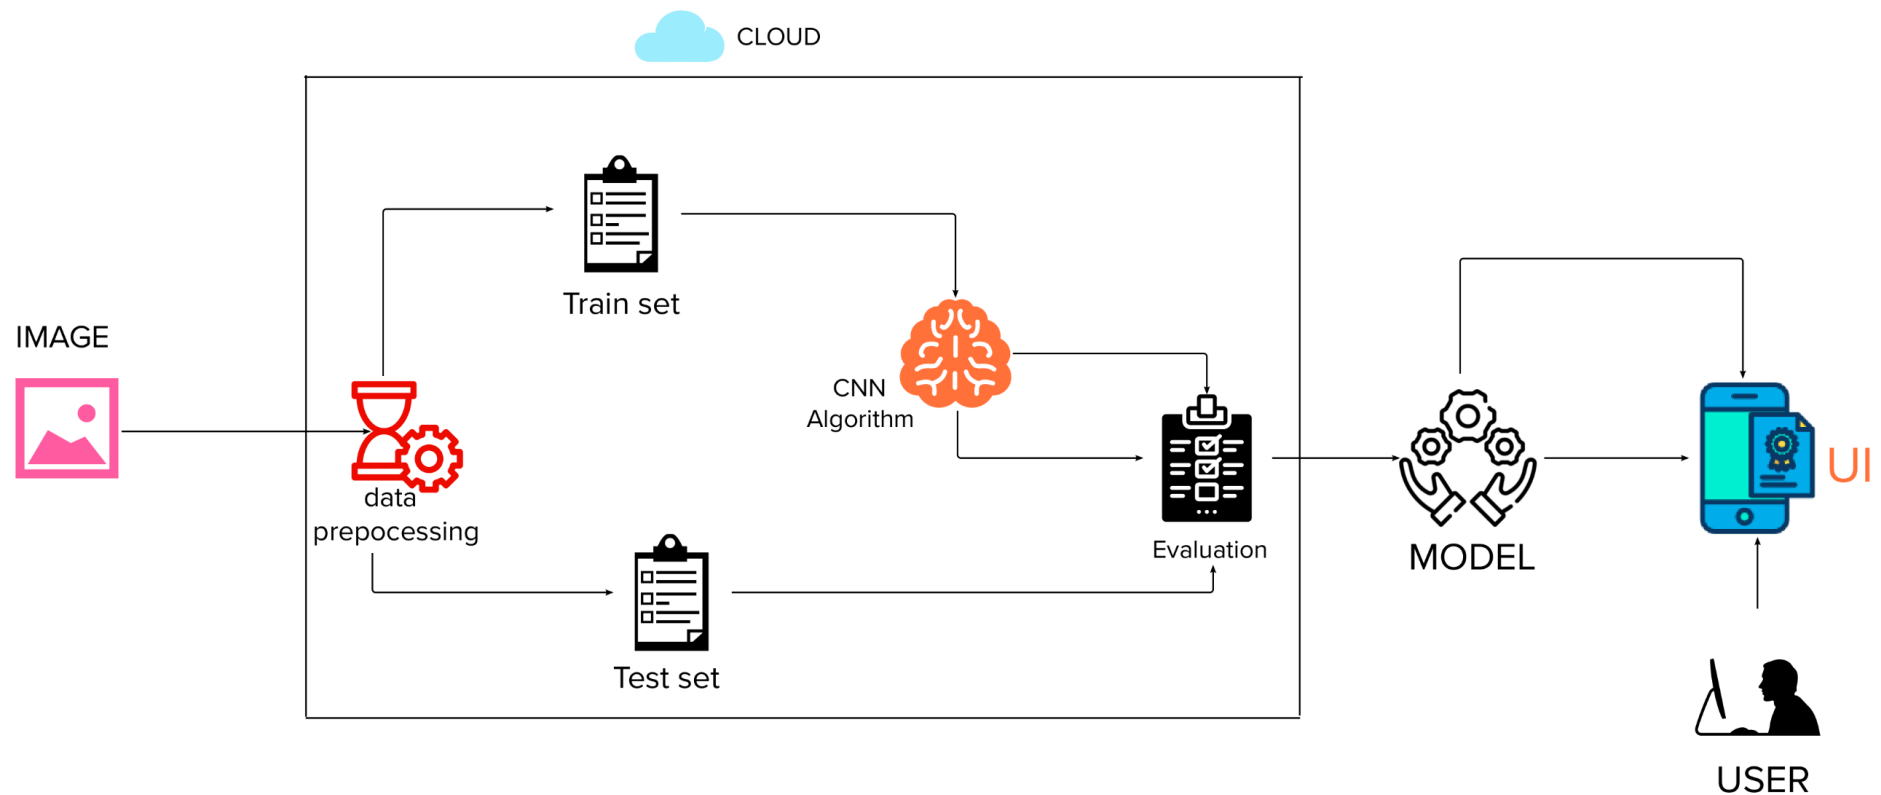 CLOUD
Train set
IMAGE
CNN
Algorithm
data
prepocessing
Evaluation
MODEL
UI
Test set
USER